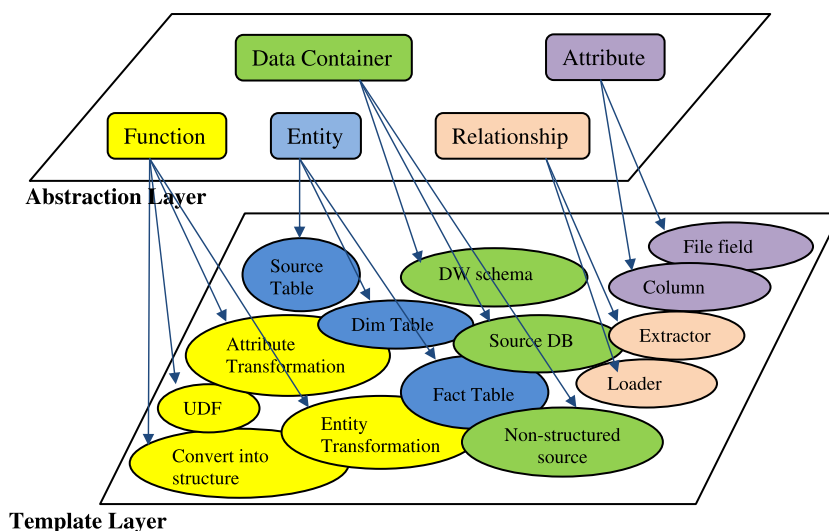 Data Container
Attribute
Function
Entity
Relationship
Abstraction Layer
File field
Source
Table
DW schema
Column
Dim Table
Attribute
Transformation
Source DB
Extractor
Loader
Fact Table
UDF
Entity
Transformation
Non-structured
source
Convert into
structure
Template Layer